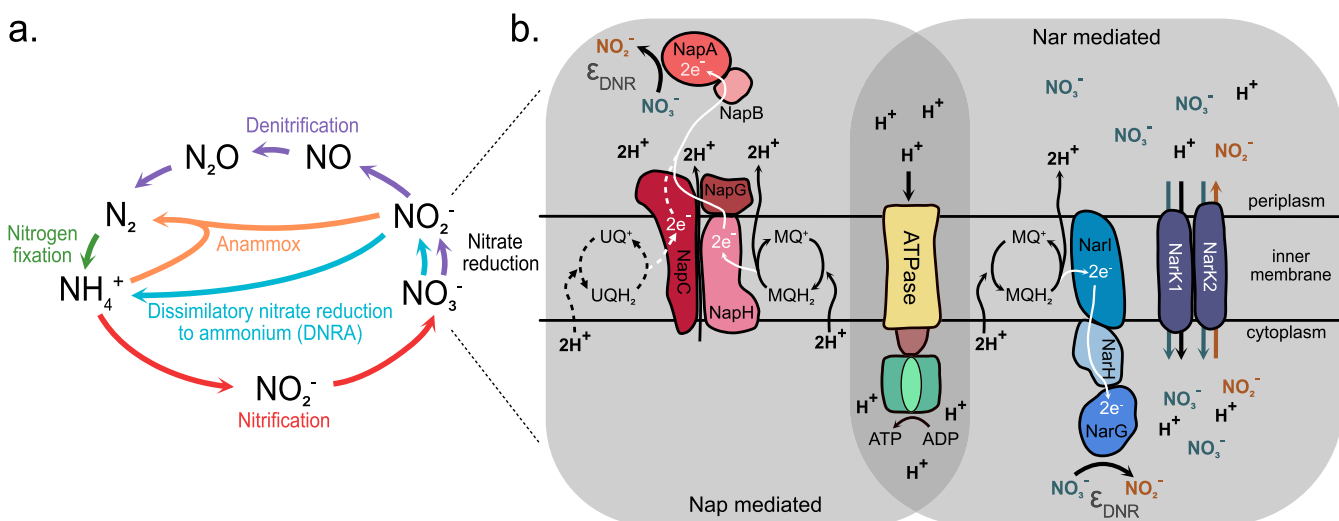 a.
Denitrification
N₂O
NO
N₂
NO₂⁻
Anammox
Nitrogen
fixation
Nitrate
reduction
NH₄⁺
NO₃⁻
Dissimilatory nitrate reduction
to ammonium (DNRA)
NO₂⁻
Nitrification
b.
Nar mediated
NO₂⁻
NapA
2e⁻
εDNR
NO₃⁻
NapB
2H⁺
2H⁺
2H⁺
NapG
NapC
2e⁻
UQ⁺
UQH₂
2H⁺
2e⁻
NapH
MQ⁺
MQH₂
2H⁺
Nap mediated
H⁺
H⁺
H⁺
ATPase
H⁺
H⁺
ATP
ADP
H⁺
NO₃⁻
NO₃⁻
H⁺
NO₃⁻
H⁺
NO₂⁻
2H⁺
MQ⁺
MQH₂
2H⁺
NarI
2e⁻
NarH
2e⁻
NarG
NarK1
NarK2
periplasm
inner
membrane
cytoplasm
NO₃⁻
NO₂⁻
H⁺
H⁺
NO₃⁻
NO₃⁻
εDNR
NO₂⁻